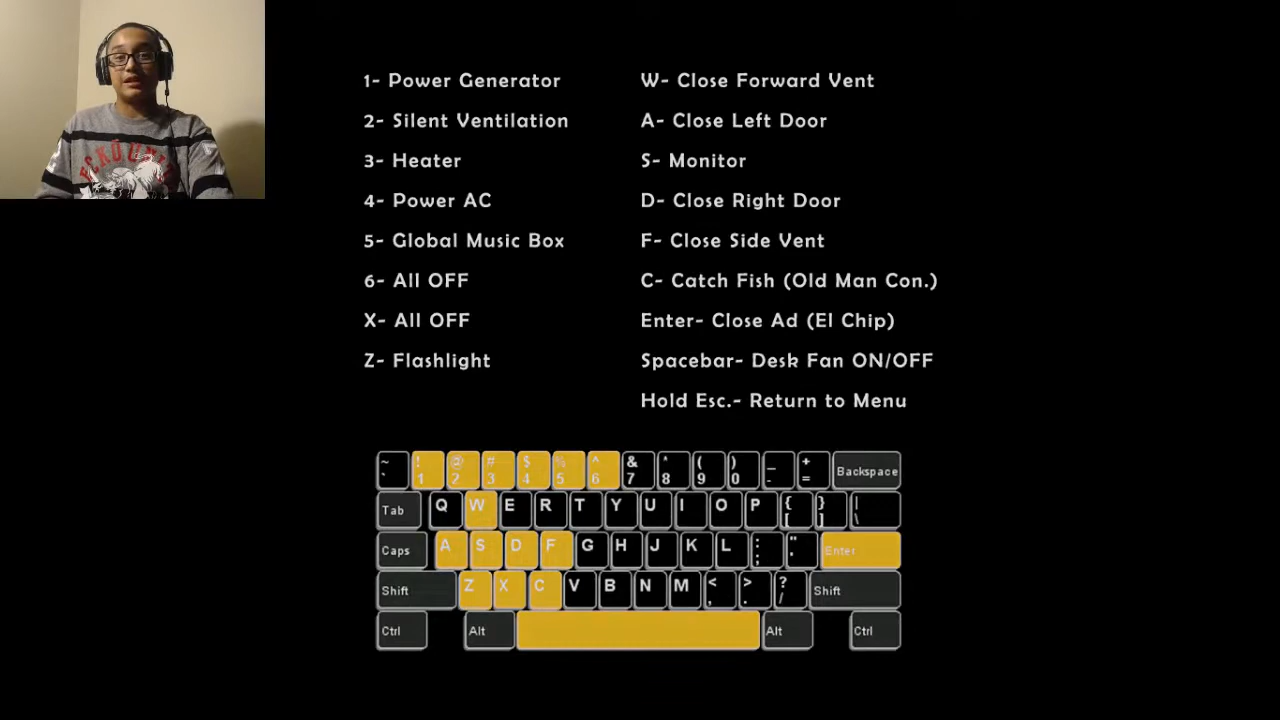 1- Power Generator
2- Silent Ventilation
3- Heater
4- Power AC
5- Global Music Box
6- All OFF
X- All OFF
Z- Flashlight
W- Close Forward Vent
A- Close Left Door
S- Monitor
D- Close Right Door
F- Close Side Vent
C- Catch Fish (Old Man Con.)
Enter- Close Ad (El Chip)
Spacebar- Desk Fan ON/OFF
Hold Esc.- Return to Menu
~ ! @ # $ % ^ & * ( ) _ +
` 1 2 3 4 5 6 7 8 9 0 - = Backspace
Tab Q W E R T Y U I O P { [ } ] | \
Caps A S D F G H J K L : ; " ' Enter
Shift Z X C V B N M < , > . ? / Shift
Ctrl Alt Alt Ctrl